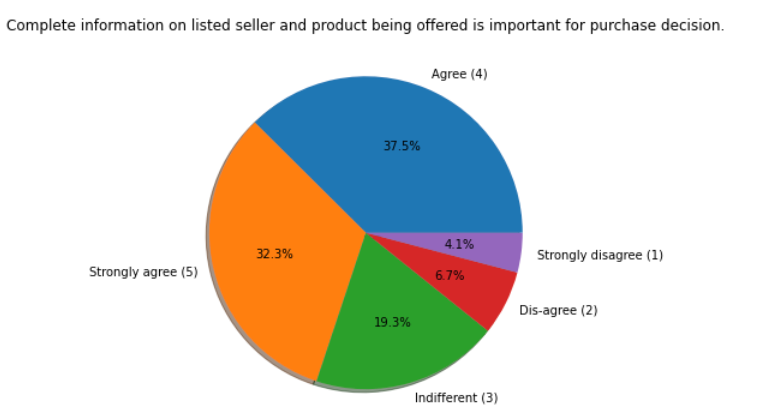 Complete information on listed seller and product being offered is important for purchase decision.
Agree (4)
37.5%
Strongly agree (5)
32.3%
Indifferent (3)
19.3%
Dis-agree (2)
6.7%
Strongly disagree (1)
4.1%